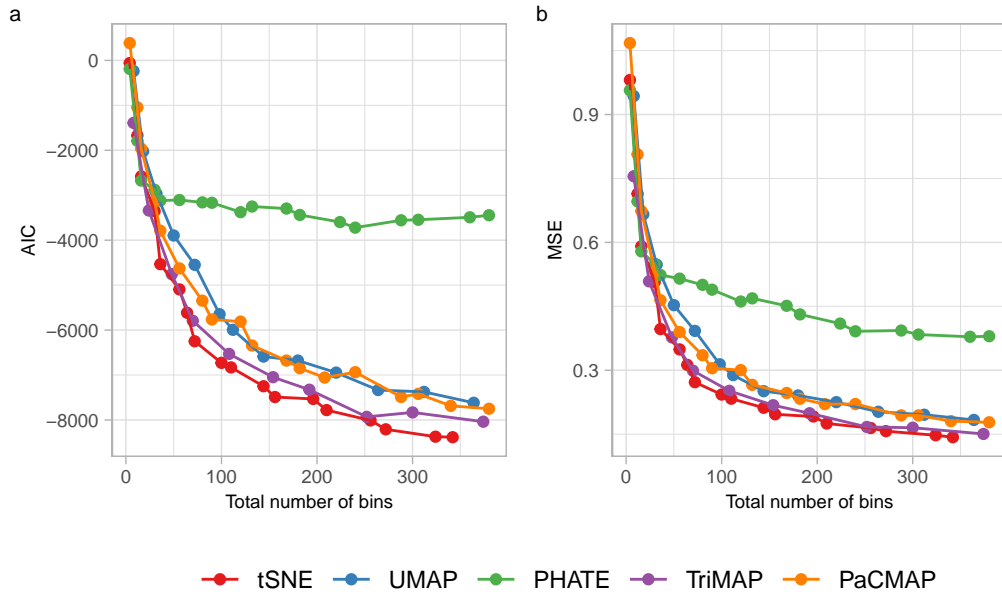 a
AIC
0
−2000
−4000
−6000
−8000
0 100 200 300
Total number of bins
b
MSE
0.9
0.6
0.3
0 100 200 300
Total number of bins
tSNE UMAP PHATE TriMAP PaCMAP